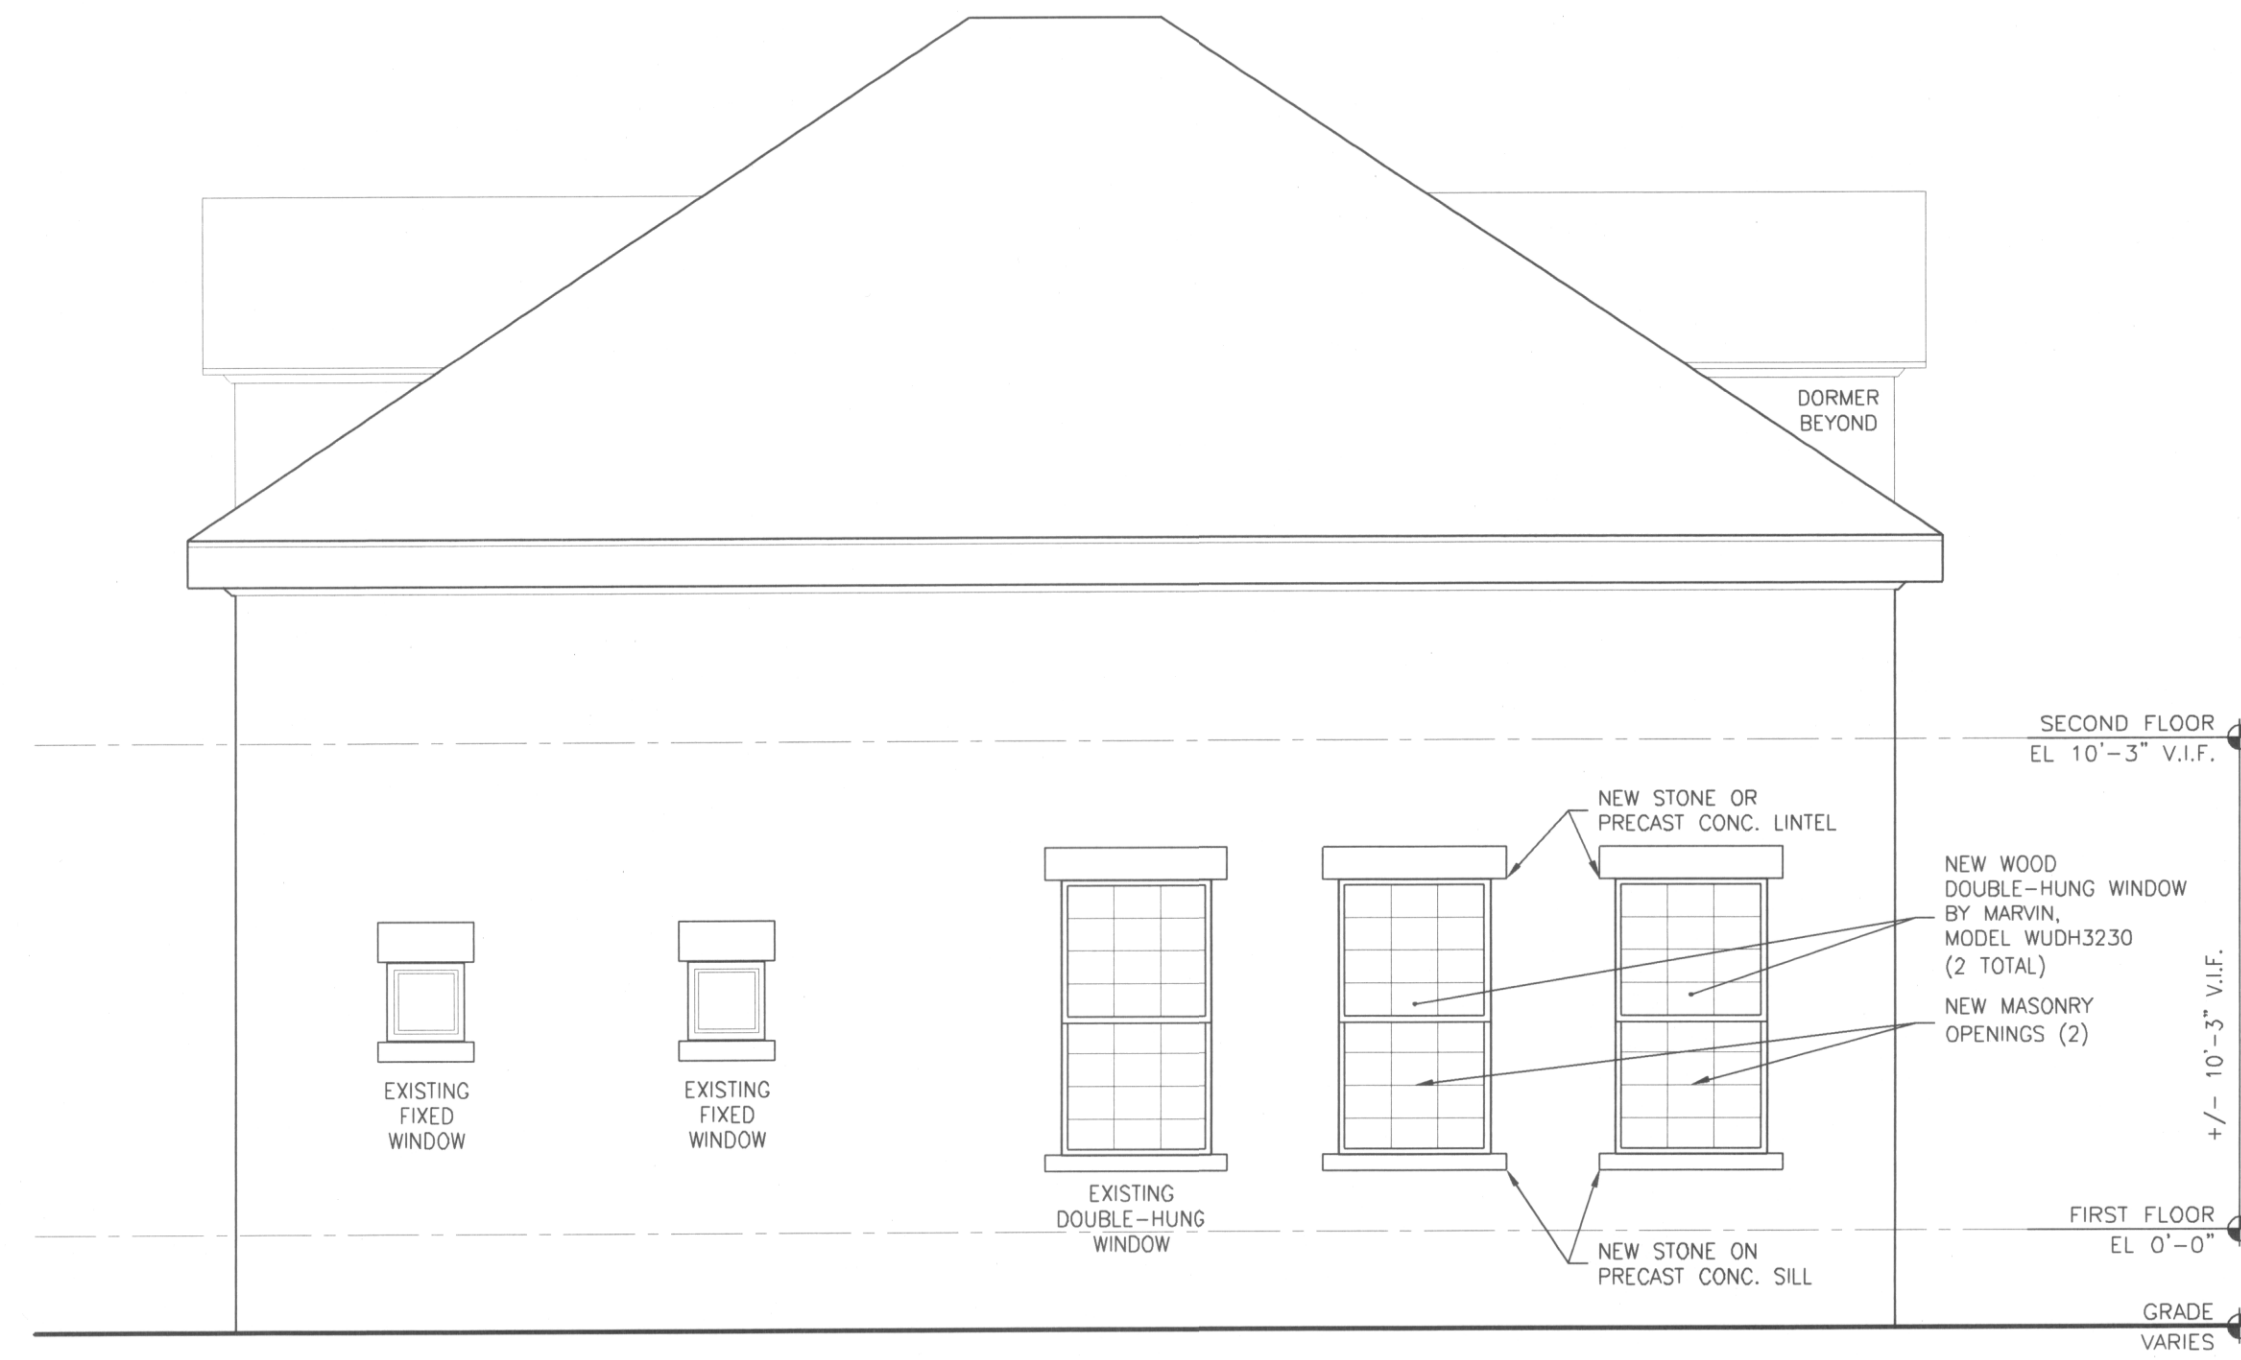 DORMER
BEYOND
SECOND FLOOR
EL 10'-3" V.I.F.
NEW STONE OR
PRECAST CONC. LINTEL
NEW WOOD
DOUBLE-HUNG WINDOW
BY MARVIN,
MODEL WUDH3230
(2 TOTAL)
NEW MASONRY
OPENINGS (2)
+/- 10'-3" V.I.F.
EXISTING
FIXED
WINDOW
EXISTING
FIXED
WINDOW
EXISTING
DOUBLE-HUNG
WINDOW
FIRST FLOOR
EL 0'-0"
NEW STONE ON
PRECAST CONC. SILL
GRADE
VARIES